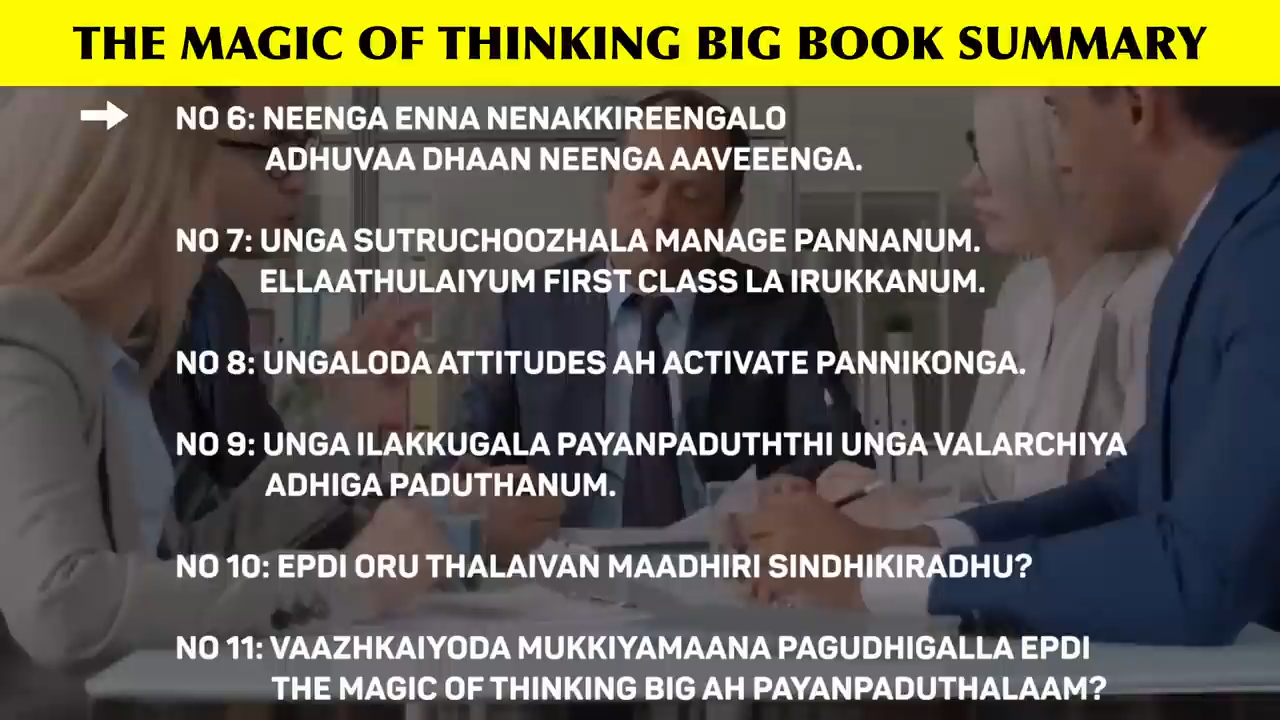 THE MAGIC OF THINKING BIG BOOK SUMMARY
NO 6: NEENGA ENNA NENAKKIREENGALO
ADHUVAA DHAAN NEENGA AAVEEENGA.
NO 7: UNGA SUTRUCHOOZHALA MANAGE PANNANUM.
ELLAATHULAIYUM FIRST CLASS LA IRUKKANUM.
NO 8: UNGALODA ATTITUDES AH ACTIVATE PANNIKONGA.
NO 9: UNGA ILAKKUGALA PAYANPADUTHTHI UNGA VALARCHIYA
ADHIGA PADUTHANUM.
NO 10: EPDI ORU THALAIVAN MAADHIRI SINDHIKIRADHU?
NO 11: VAAZHKAIYODA MUKKIYAMAANA PAGUDHIGALLA EPDI
THE MAGIC OF THINKING BIG AH PAYANPADUTHALAAM?